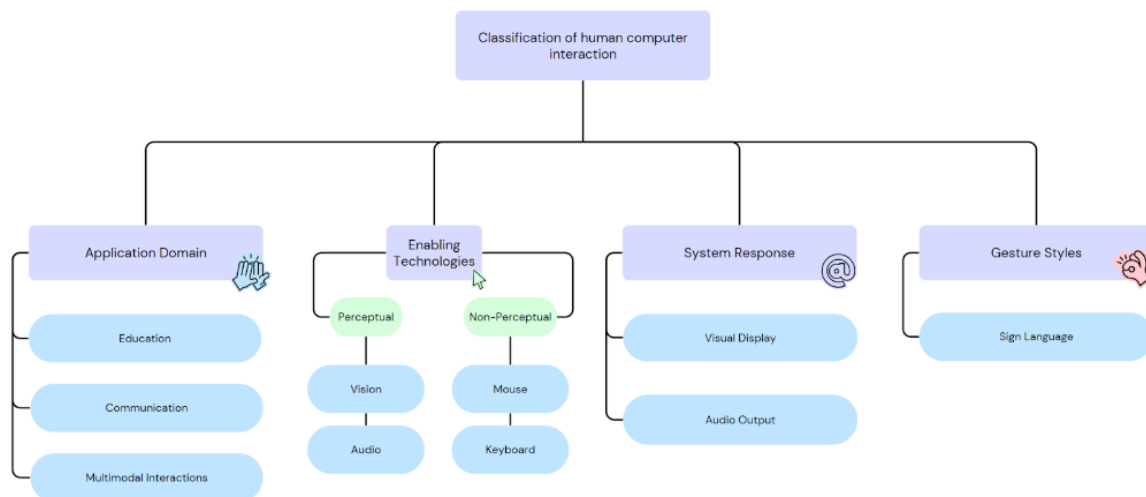 Classification of human computer
interaction
Application Domain
Enabling
Technologies
System Response
Gesture Styles
Perceptual
Non-Perceptual
Education
Visual Display
Sign Language
Vision
Mouse
Communication
Audio Output
Audio
Keyboard
Multimodal Interactions